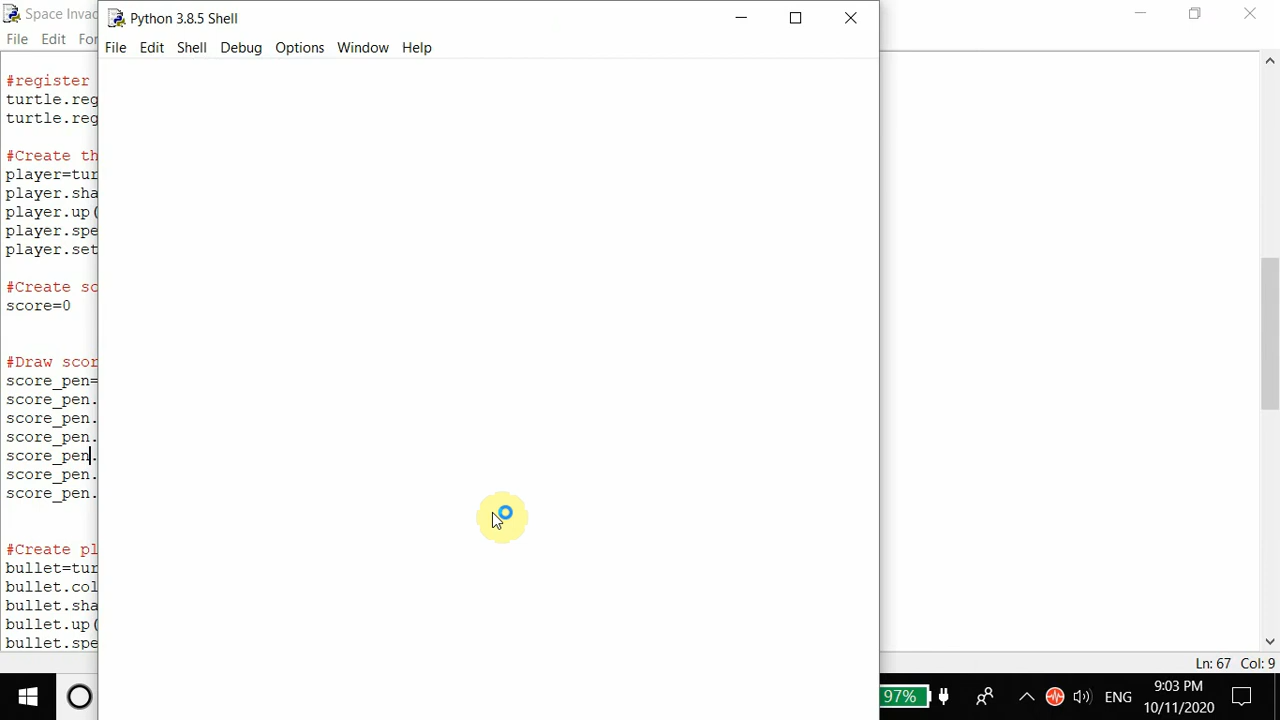 Space Invad
Python 3.8.5 Shell
File Edit For
File Edit Shell Debug Options Window Help
#register
turtle.reg
turtle.reg
#Create th
player=tur
player.sha
player.up(
player.spe
player.set
#Create sc
score=0
#Draw scor
score_pen=
score_pen.
score_pen.
score_pen.
score_pen.
score_pen.
score_pen.
#Create pl
bullet=tur
bullet.col
bullet.sha
bullet.up(
bullet.spe
Ln: 67 Col: 9
97%
ENG
9:03 PM
10/11/2020